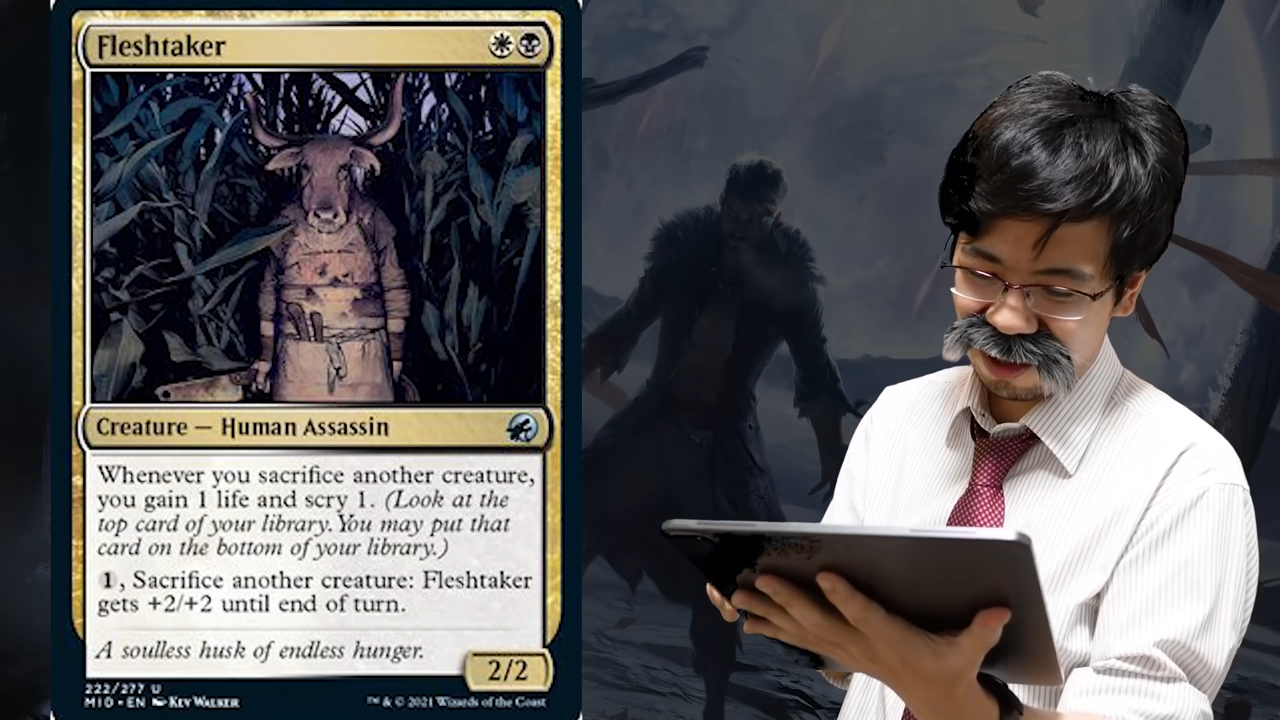 Fleshtaker
Creature — Human Assassin
Whenever you sacrifice another creature,
you gain 1 life and scry 1. (Look at the
top card of your library. You may put that
card on the bottom of your library.)
1, Sacrifice another creature: Fleshtaker
gets +2/+2 until end of turn.
A soulless husk of endless hunger.
2/2
222/277 U
MID • EN Kev Walker
™ & © 2021 Wizards of the Coast